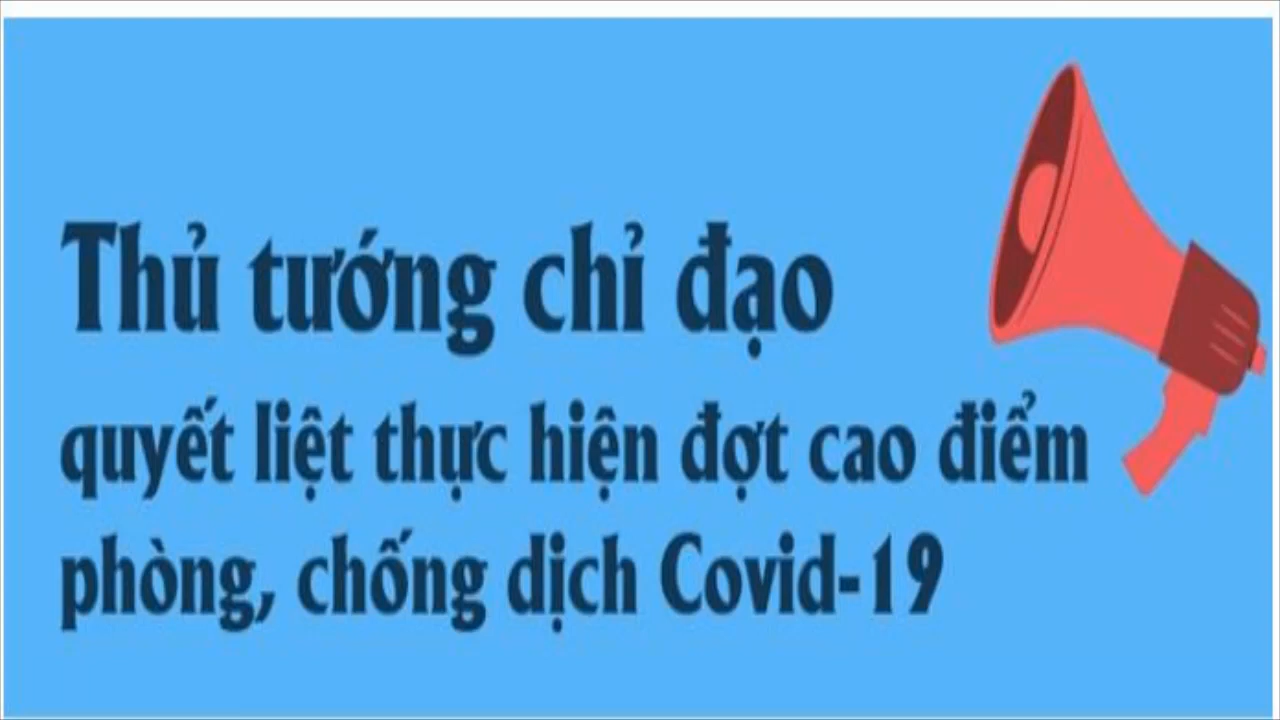 Thủ tướng chỉ đạo
quyết liệt thực hiện đợt cao điểm
phòng, chống dịch Covid-19